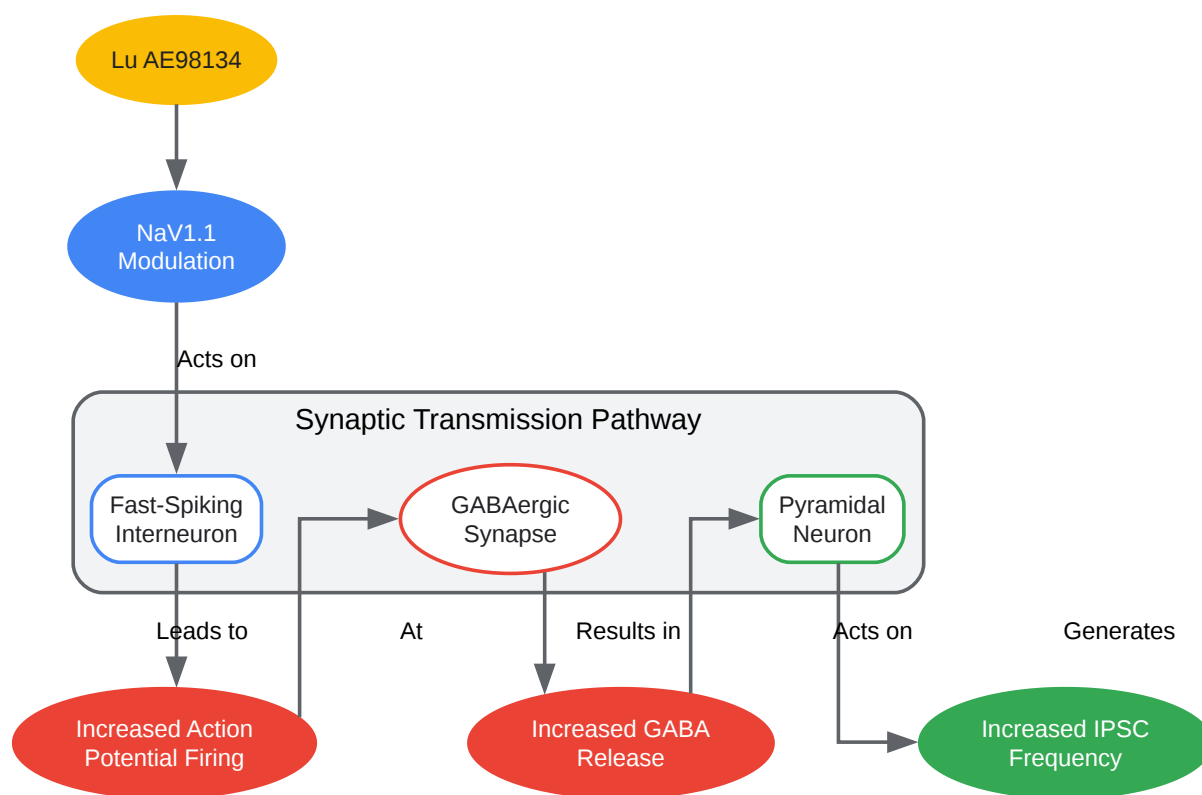 Lu AE98134
NaV1.1
Modulation
Acts on
Synaptic Transmission Pathway
Fast-Spiking
Interneuron
GABAergic
Synapse
Pyramidal
Neuron
Leads to
At
Results in
Acts on
Generates
Increased Action
Potential Firing
Increased GABA
Release
Increased IPSC
Frequency